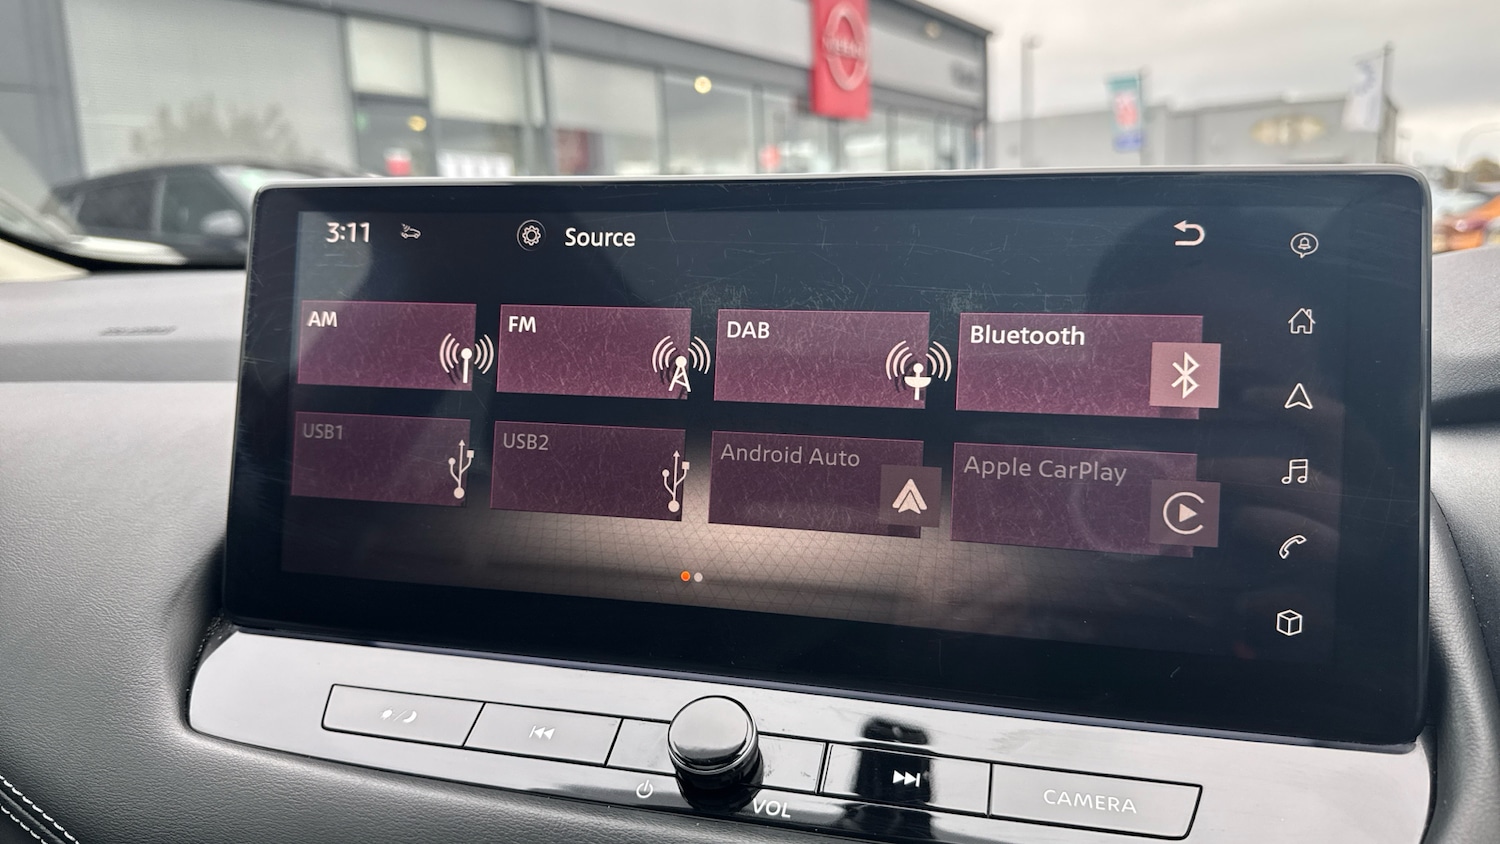 3:11
Source
AM
FM
DAB
Bluetooth
USB1
USB2
Android Auto
Apple CarPlay
VOL
CAMERA